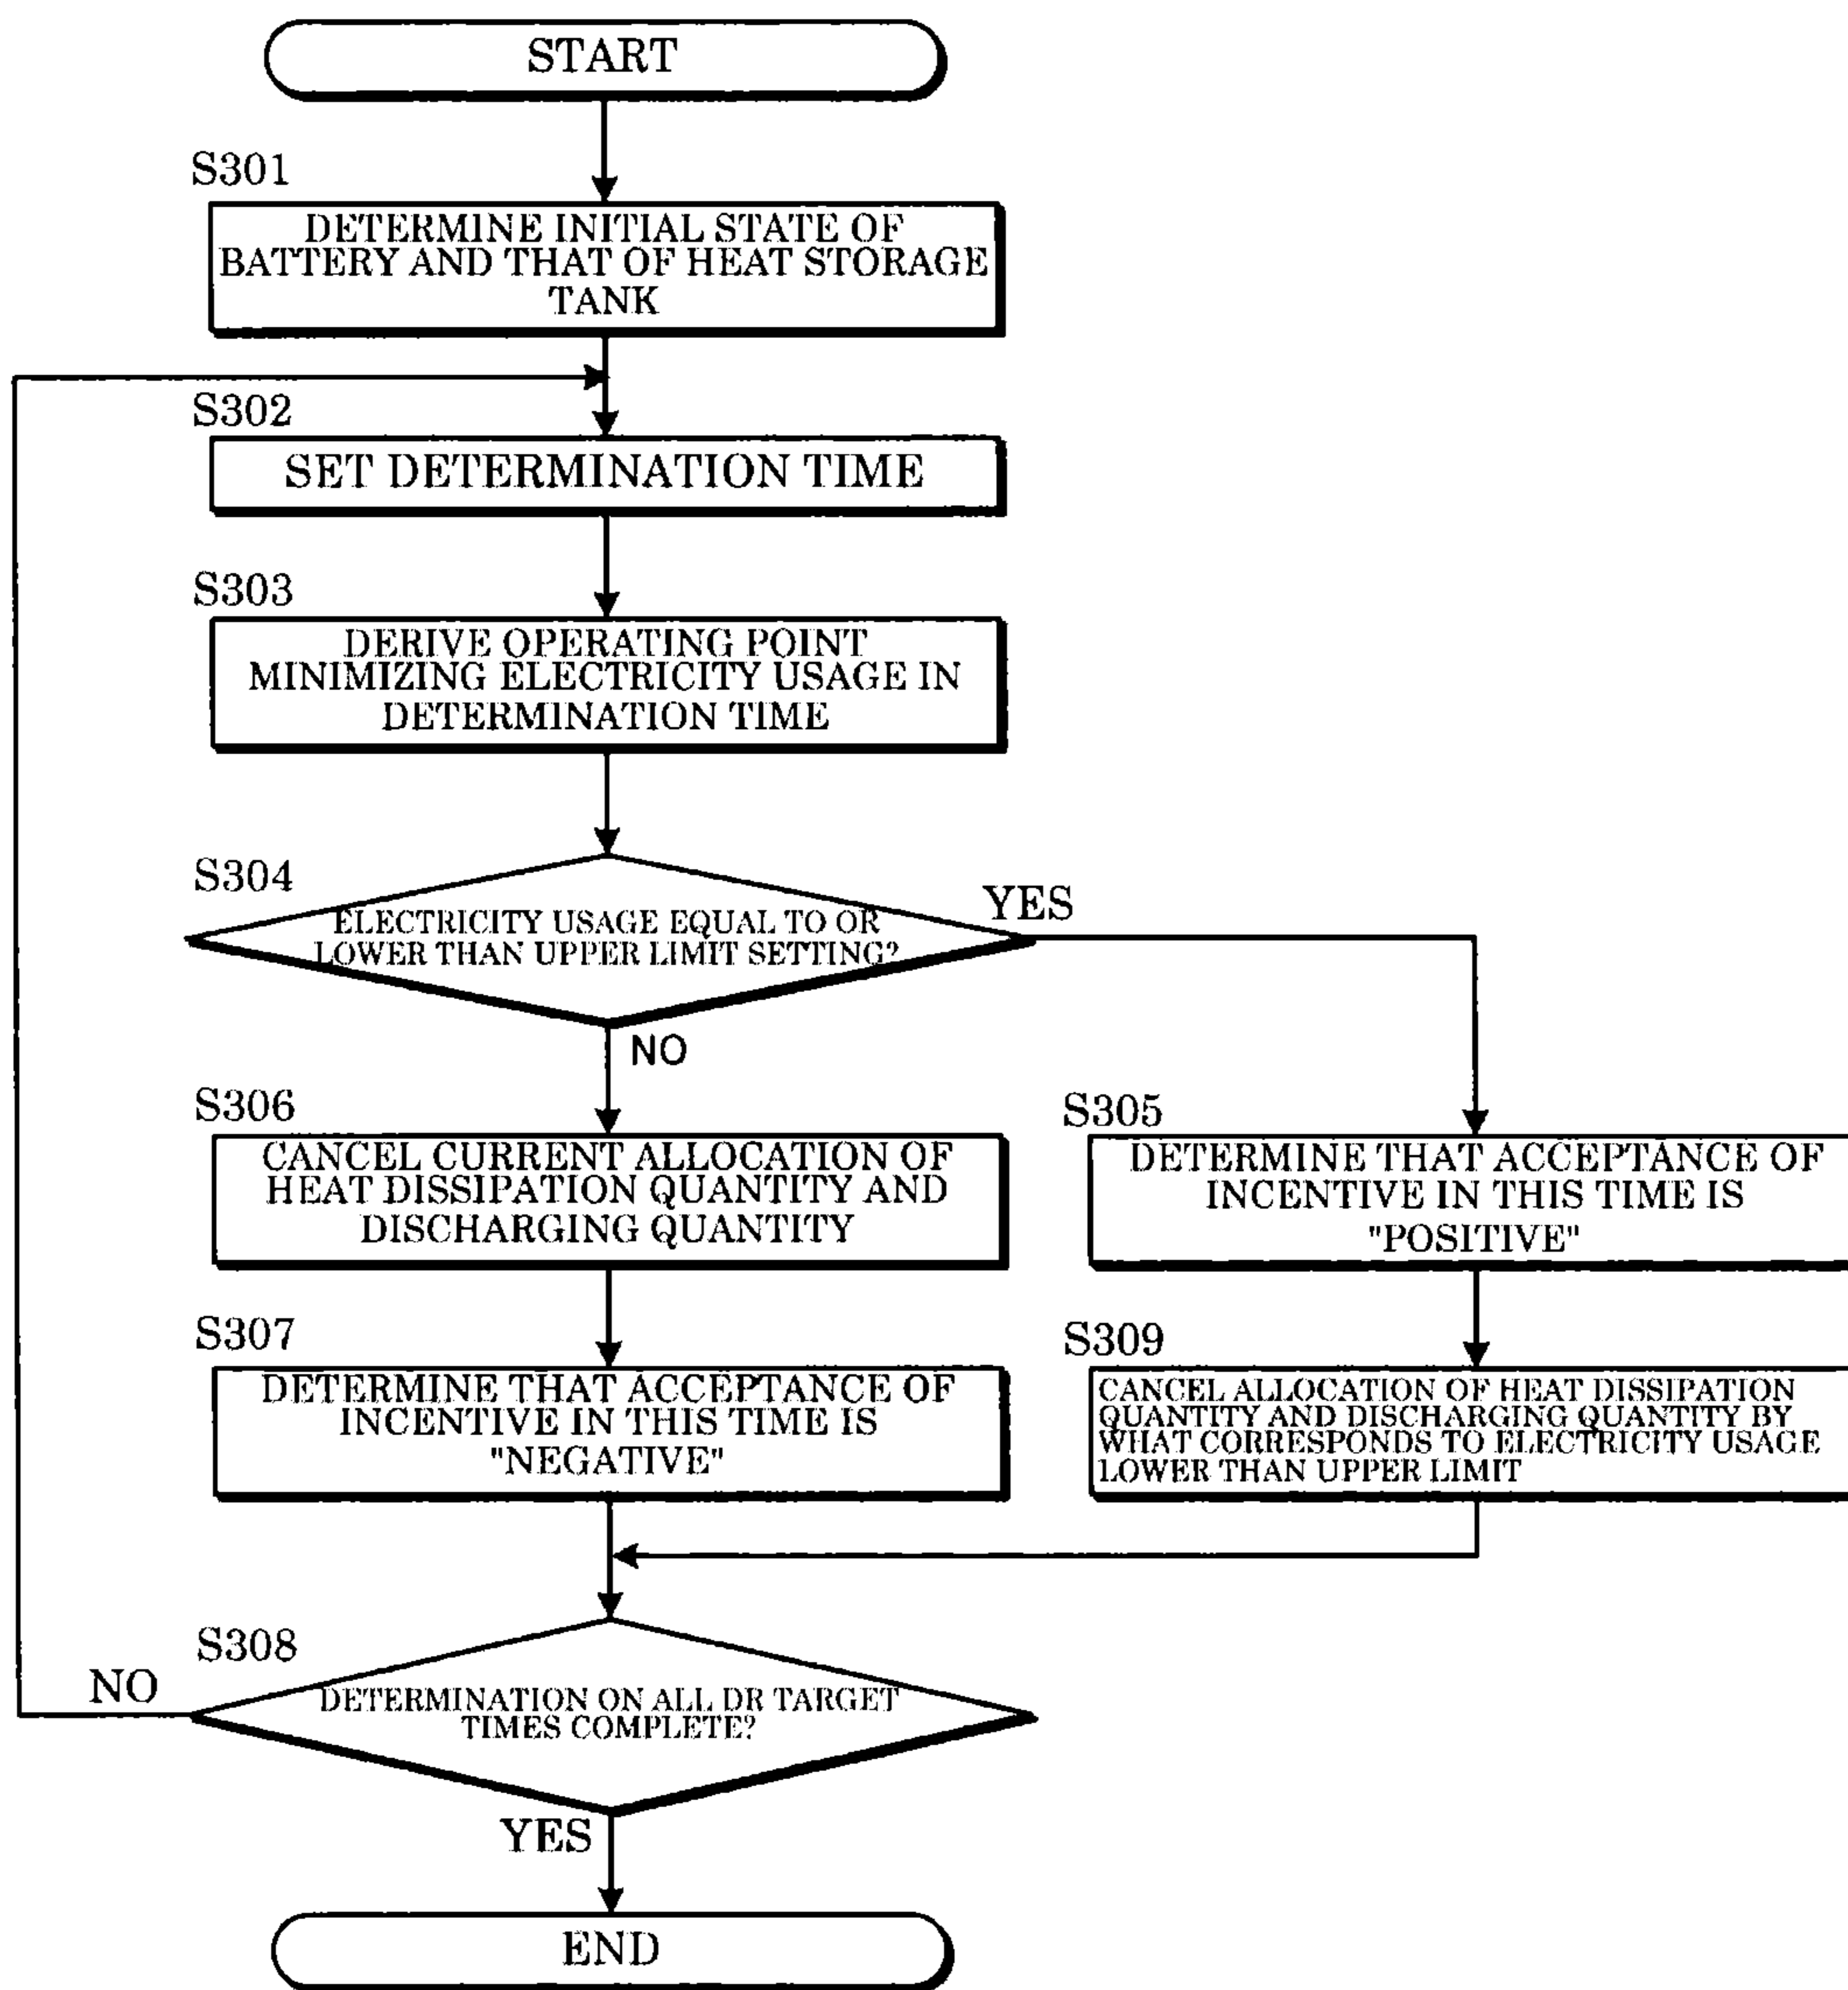 START
S301
DETERMINE INITIAL STATE OF
BATTERY AND THAT OF HEAT STORAGE
TANK
S302
SET DETERMINATION TIME
S303
DERIVE OPERATING POINT
MINIMIZING ELECTRICITY USAGE IN
DETERMINATION TIME
S304
ELECTRICITY USAGE EQUAL TO OR
LOWER THAN UPPER LIMIT SETTING?
YES
NO
S306
CANCEL CURRENT ALLOCATION OF
HEAT DISSIPATION QUANTITY AND
DISCHARGING QUANTITY
S305
DETERMINE THAT ACCEPTANCE OF
INCENTIVE IN THIS TIME IS
"POSITIVE"
S307
DETERMINE THAT ACCEPTANCE OF
INCENTIVE IN THIS TIME IS
"NEGATIVE"
S309
CANCEL ALLOCATION OF HEAT DISSIPATION
QUANTITY AND DISCHARGING QUANTITY BY
WHAT CORRESPONDS TO ELECTRICITY USAGE
LOWER THAN UPPER LIMIT
S308
NO
DETERMINATION ON ALL DR TARGET
TIMES COMPLETE?
YES
END